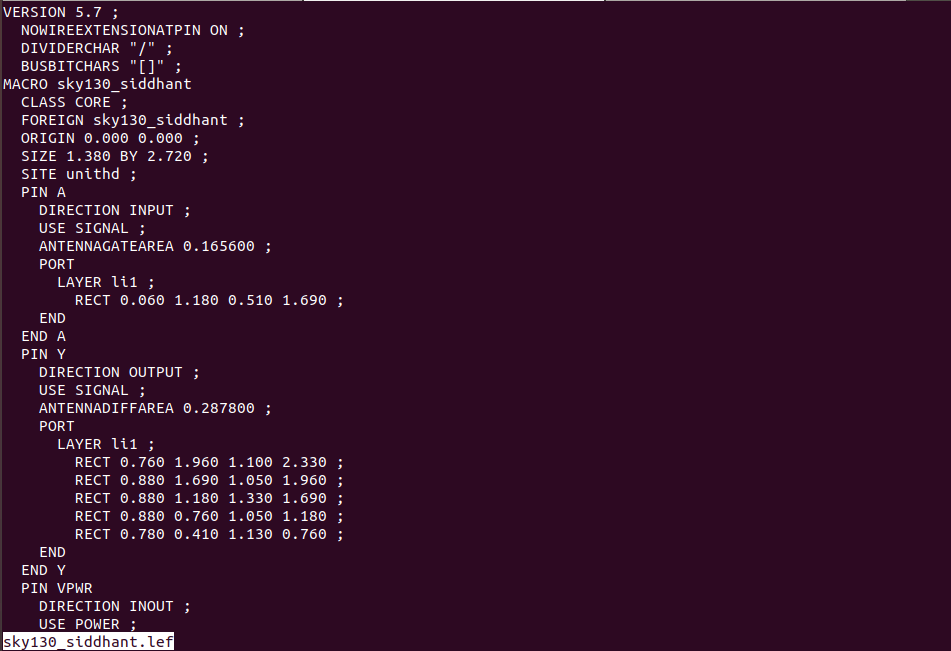 VERSION 5.7 ;
  NOWIREEXTENSIONATPIN ON ;
  DIVIDERCHAR "/" ;
  BUSBITCHARS "[]" ;
MACRO sky130_siddhant
  CLASS CORE ;
  FOREIGN sky130_siddhant ;
  ORIGIN 0.000 0.000 ;
  SIZE 1.380 BY 2.720 ;
  SITE unithd ;
  PIN A
    DIRECTION INPUT ;
    USE SIGNAL ;
    ANTENNAGATEAREA 0.165600 ;
    PORT
      LAYER li1 ;
        RECT 0.060 1.180 0.510 1.690 ;
    END
  END A
  PIN Y
    DIRECTION OUTPUT ;
    USE SIGNAL ;
    ANTENNADIFFAREA 0.287800 ;
    PORT
      LAYER li1 ;
        RECT 0.760 1.960 1.100 2.330 ;
        RECT 0.880 1.690 1.050 1.960 ;
        RECT 0.880 1.180 1.330 1.690 ;
        RECT 0.880 0.760 1.050 1.180 ;
        RECT 0.780 0.410 1.130 0.760 ;
    END
  END Y
  PIN VPWR
    DIRECTION INOUT ;
    USE POWER ;
sky130_siddhant.lef